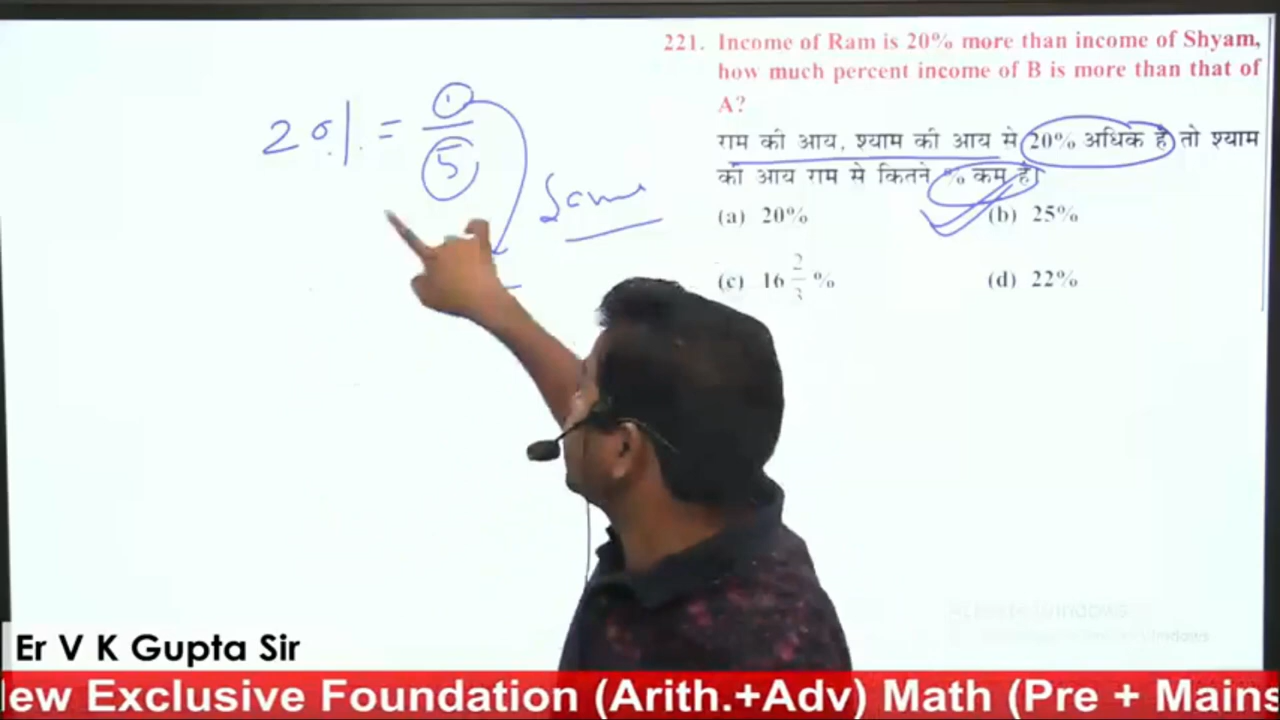 221. Income of Ram is 20% more than income of Shyam,
how much percent income of B is more than that of
A?
राम की आय, श्याम की आय से 20% अधिक है तो श्याम
की आय राम से कितने % कम है।
(a) 20% (b) 25%
(c) 16 2/3 % (d) 22%
20% = 1/5
Same
Er V K Gupta Sir
New Exclusive Foundation (Arith.+Adv) Math (Pre + Mains